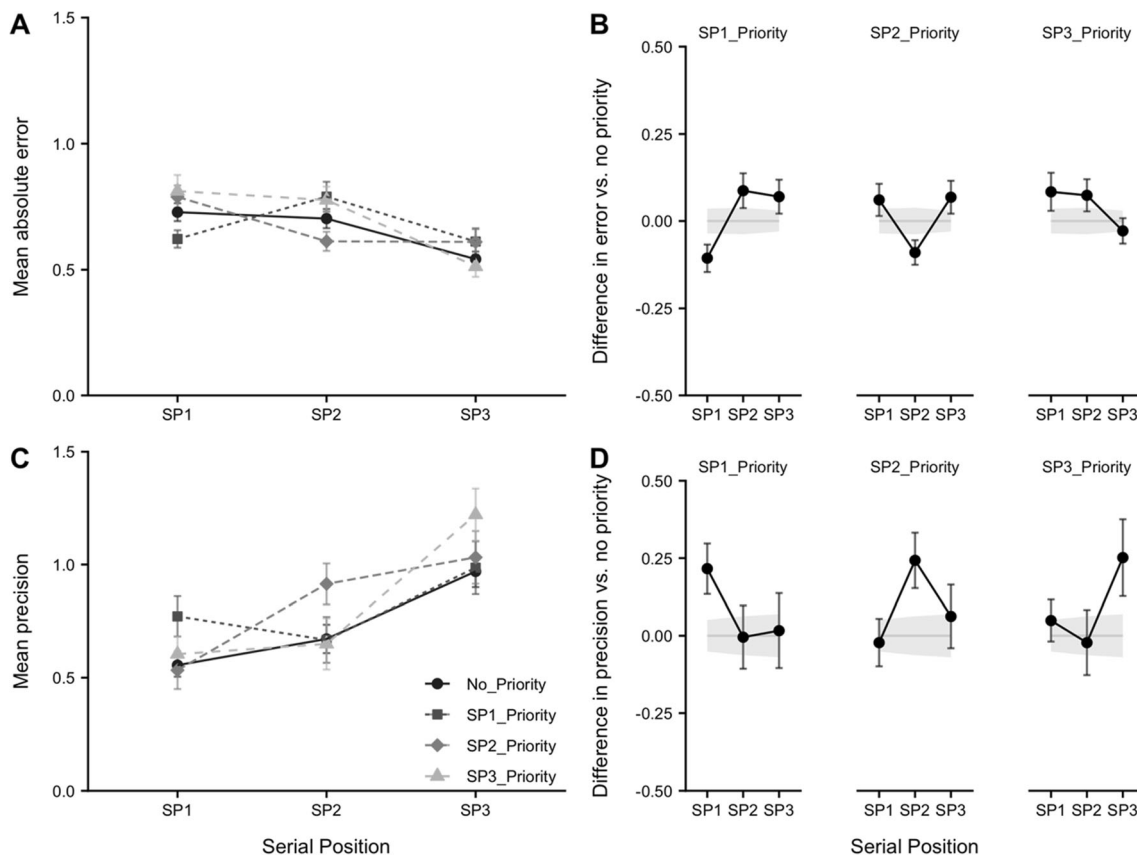 A
1.5
1.0
0.5
0.0
Mean absolute error
SP1 SP2 SP3
B
SP1_Priority SP2_Priority SP3_Priority
0.50
0.25
0.00
-0.25
-0.50
Difference in error vs. no priority
SP1 SP2 SP3 SP1 SP2 SP3 SP1 SP2 SP3
C
1.5
1.0
0.5
0.0
Mean precision
No_Priority
SP1_Priority
SP2_Priority
SP3_Priority
SP1 SP2 SP3
Serial Position
D
SP1_Priority SP2_Priority SP3_Priority
0.50
0.25
0.00
-0.25
-0.50
Difference in precision vs. no priority
SP1 SP2 SP3 SP1 SP2 SP3 SP1 SP2 SP3
Serial Position